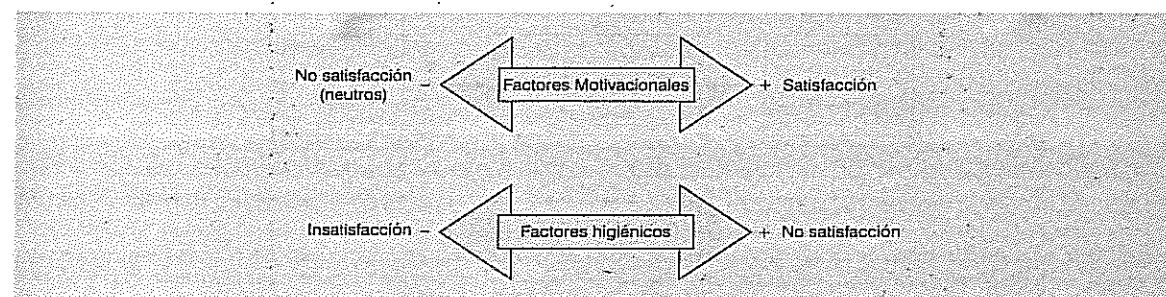 No satisfacción
(neutros)
– Factores Motivacionales + Satisfacción
Insatisfacción – Factores higiénicos + No satisfacción